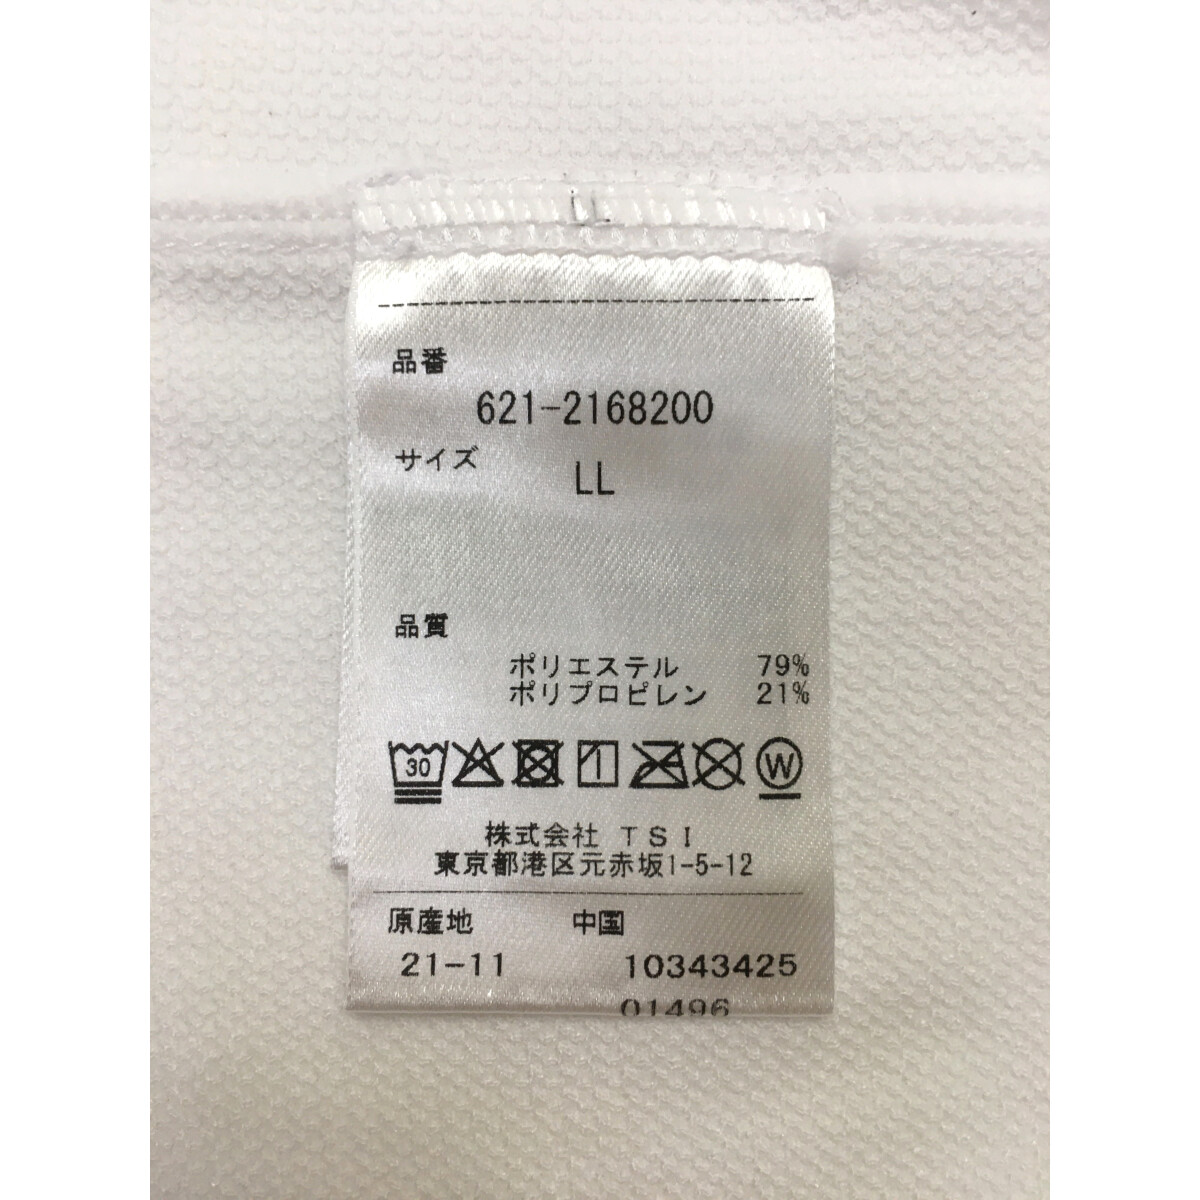 LL
品番
621-2168200
サイズ
LL
品質
ポリエステル 79%
ポリプロピレン 21%
30 W
株式会社 TSI
東京都港区元赤坂1-5-12
原産地 中国
21-11 10343425
01496